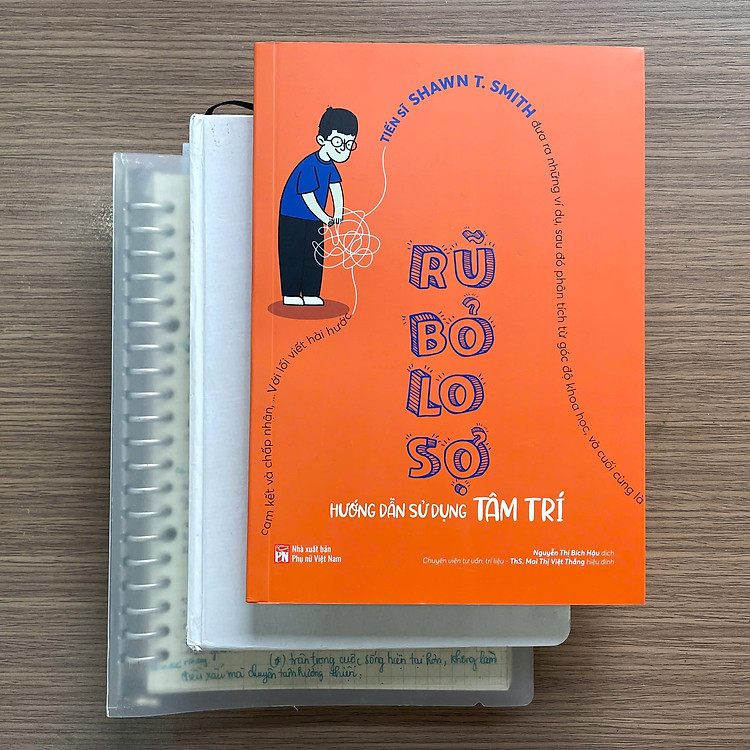 TIẾN SĨ SHAWN T. SMITH
đưa ra những ví dụ, sau đó phân tích từ góc độ khoa học, và cuối cùng là
cam kết và chấp nhận, ...Với lối viết hài hước
RŨ
BỎ
LO
SỢ
HƯỚNG DẪN SỬ DỤNG TÂM TRÍ
PN
Nhà xuất bản
Phụ nữ Việt Nam
Nguyễn Thị Bích Hậu dịch
Chuyên viên tư vấn, trị liệu - ThS. Mai Thị Việt Thắng hiệu đính
trân trọng cuộc sống hiện tại hơn, không làm
điều xấu mà chuyển tâm hướng thiện;